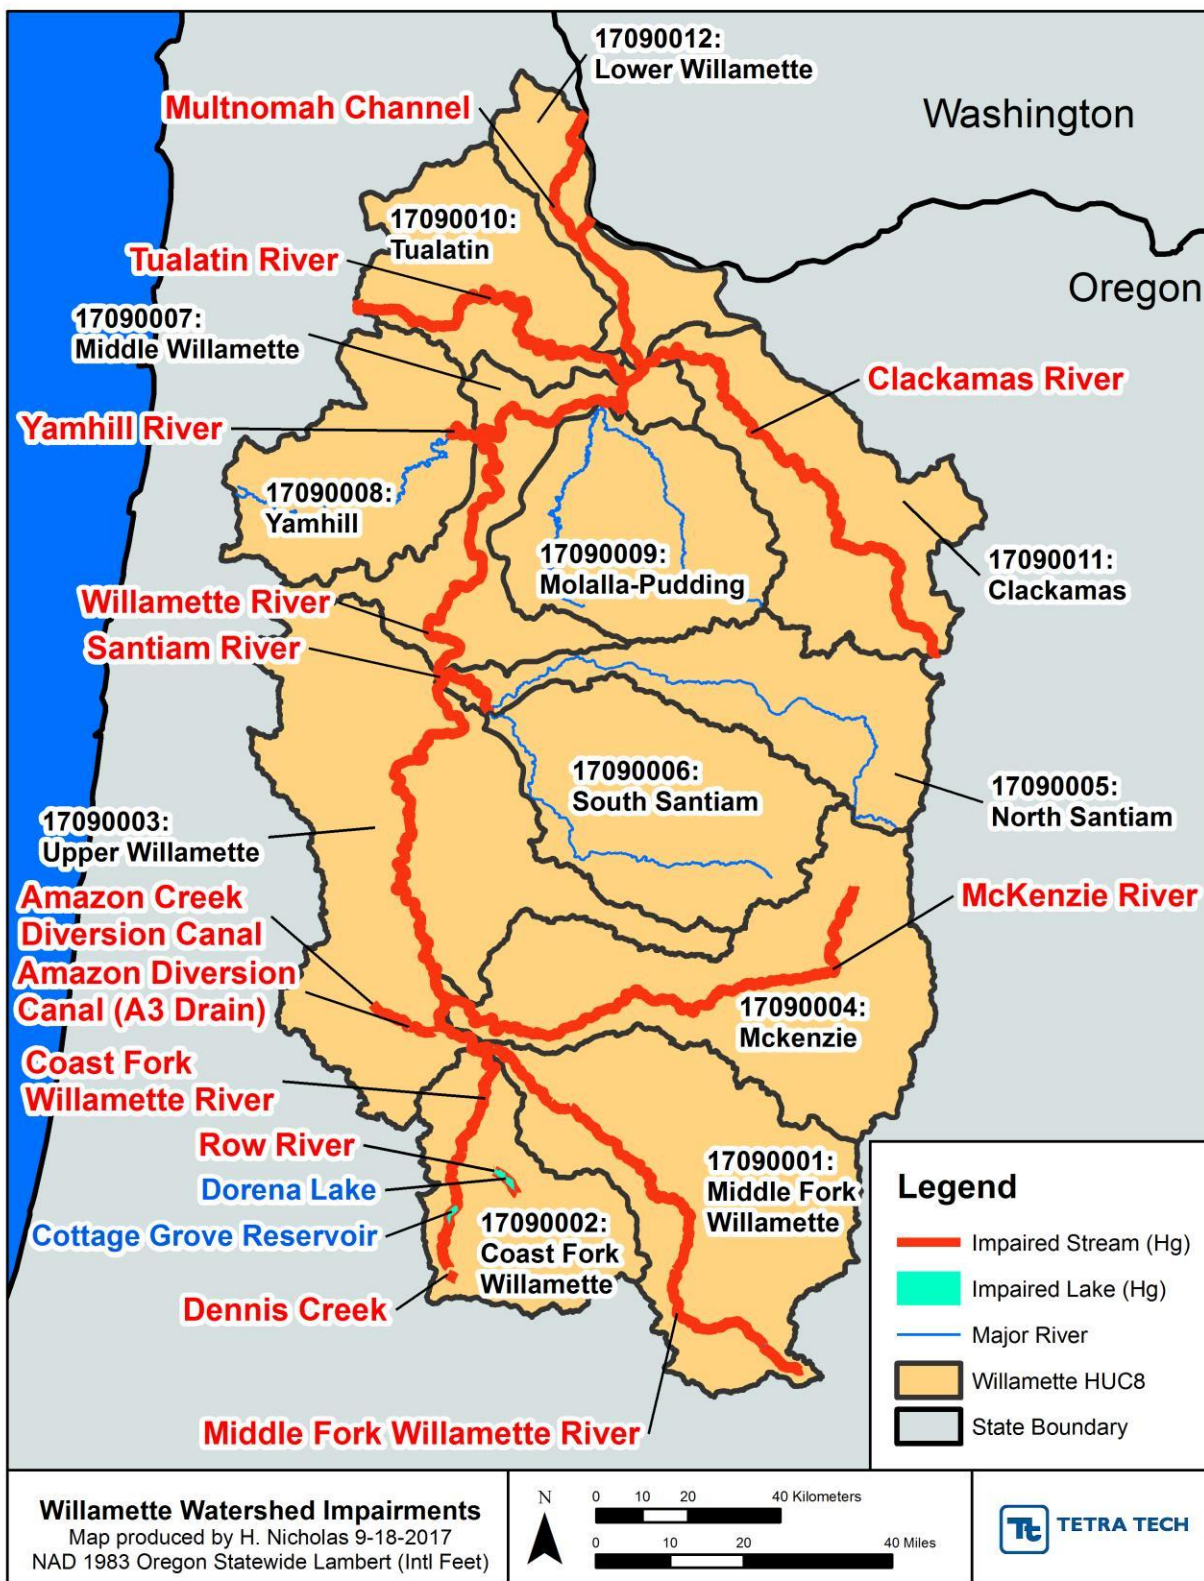 17090012:
Lower Willamette
Multnomah Channel
Washington
17090010:
Tualatin
Tualatin River
Oregon
17090007:
Middle Willamette
Clackamas River
Yamhill River
17090008:
Yamhill
17090009:
Molalla-Pudding
17090011:
Clackamas
Willamette River
Santiam River
17090006:
South Santiam
17090005:
North Santiam
17090003:
Upper Willamette
Amazon Creek
Diversion Canal
McKenzie River
Amazon Diversion
Canal (A3 Drain)
17090004:
Mckenzie
Coast Fork
Willamette River
Row River
Dorena Lake
Cottage Grove Reservoir
17090001:
Middle Fork
Willamette
17090002:
Coast Fork
Willamette
Dennis Creek
Middle Fork Willamette River
Legend
Impaired Stream (Hg)
Impaired Lake (Hg)
Major River
Willamette HUC8
State Boundary
Willamette Watershed Impairments
Map produced by H. Nicholas 9-18-2017
NAD 1983 Oregon Statewide Lambert (Intl Feet)
N
0 10 20 40 Kilometers
0 10 20 40 Miles
Tt TETRA TECH